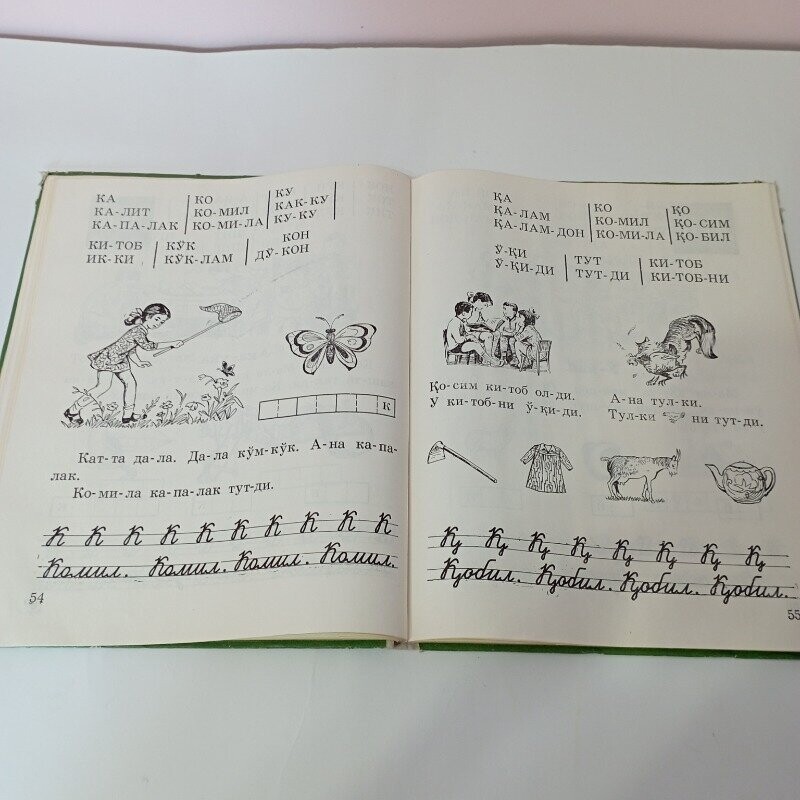 КА
КА-ЛИТ
КА-ПА-ЛАК
КО
КО-МИЛ
КО-МИ-ЛА
КУ
КАК-КУ
КУ-КУ
КИ-ТОБ
ИК-КИ
КЎК
КЎК-ЛАМ
КОН
ДЎ-КОН
К
Кат-та да-ла. Да-ла кўм-кўк. А-на ка-па-
лак.
Ко-ми-ла ка-па-лак тут-ди.
К К К К К К К К К К
Комил. Комил. Комил. Комил.
54
ҚА
ҚА-ЛАМ
ҚА-ЛАМ-ДОН
КО
КО-МИЛ
КО-МИ-ЛА
ҚО
ҚО-СИМ
ҚО-БИЛ
Ў-ҚИ
Ў-ҚИ-ДИ
ТУТ
ТУТ-ДИ
КИ-ТОБ
КИ-ТОБ-НИ
Қо-сим ки-тоб ол-ди.
У ки-тоб-ни ў-қи-ди.
А-на тул-ки.
Тул-ки ни тут-ди.
Қ Қ Қ Қ Қ Қ Қ Қ
Қобил. Қобил. Қобил. Қобил.
55